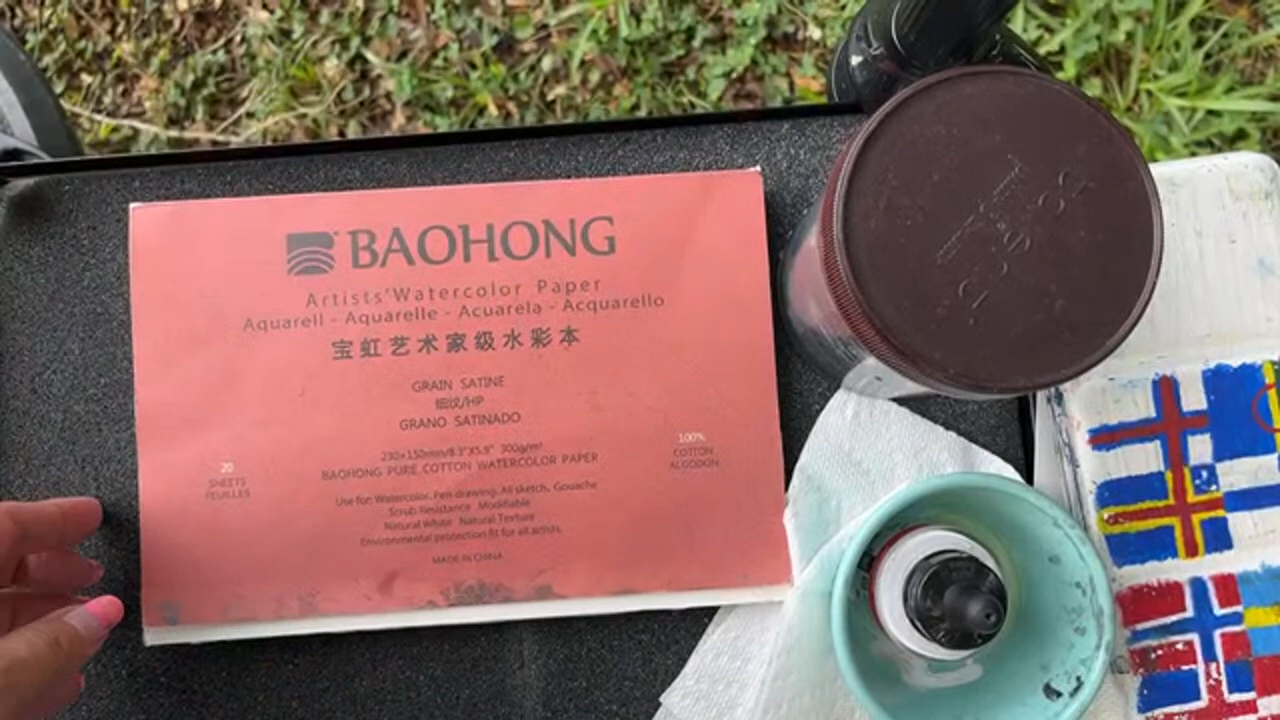 BAOHONG
Artists' Watercolor Paper
Aquarell - Aquarelle - Acuarela - Acquarello
宝虹艺术家级水彩本
GRAIN SATINE
细纹/HP
GRANO SATINADO
230×150mm/8.3"X5.9" 300g/m²
BAOHONG PURE COTTON WATERCOLOR PAPER
20
SHEETS
FEUILLES
100%
COTTON
ALGODON
Use for: Watercolor. Pen drawing. All sketch, Gouache
Scrub Resistance Modifiable
Natural White Natural Texture
Environmental protection fit for all artists.
MADE IN CHINA